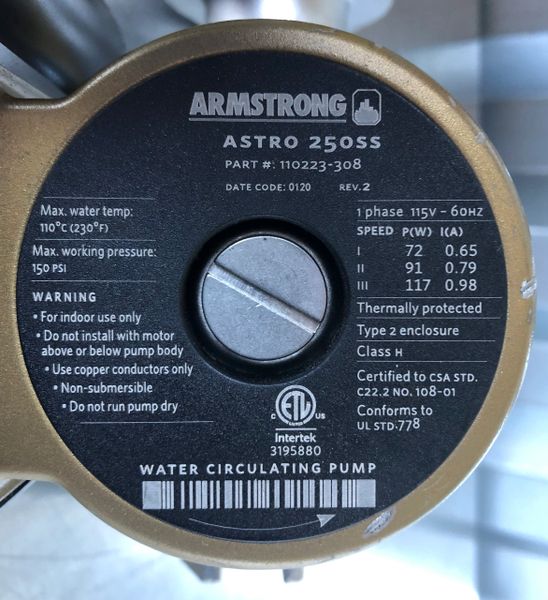 ARMSTRONG
ASTRO 250SS
PART #: 110223-308
DATE CODE: 0120 REV. 2
Max. water temp:
110°C (230°F)
Max. working pressure:
150 PSI
WARNING
• For indoor use only
• Do not install with motor
above or below pump body
• Use copper conductors only
• Non-submersible
• Do not run pump dry
1 phase 115V - 60HZ
SPEED P(W) I(A)
I 72 0.65
II 91 0.79
III 117 0.98
Thermally protected
Type 2 enclosure
Class H
Certified to CSA STD.
C22.2 NO. 108-01
Conforms to
UL STD.778
C ETL US
Intertek
3195880
WATER CIRCULATING PUMP